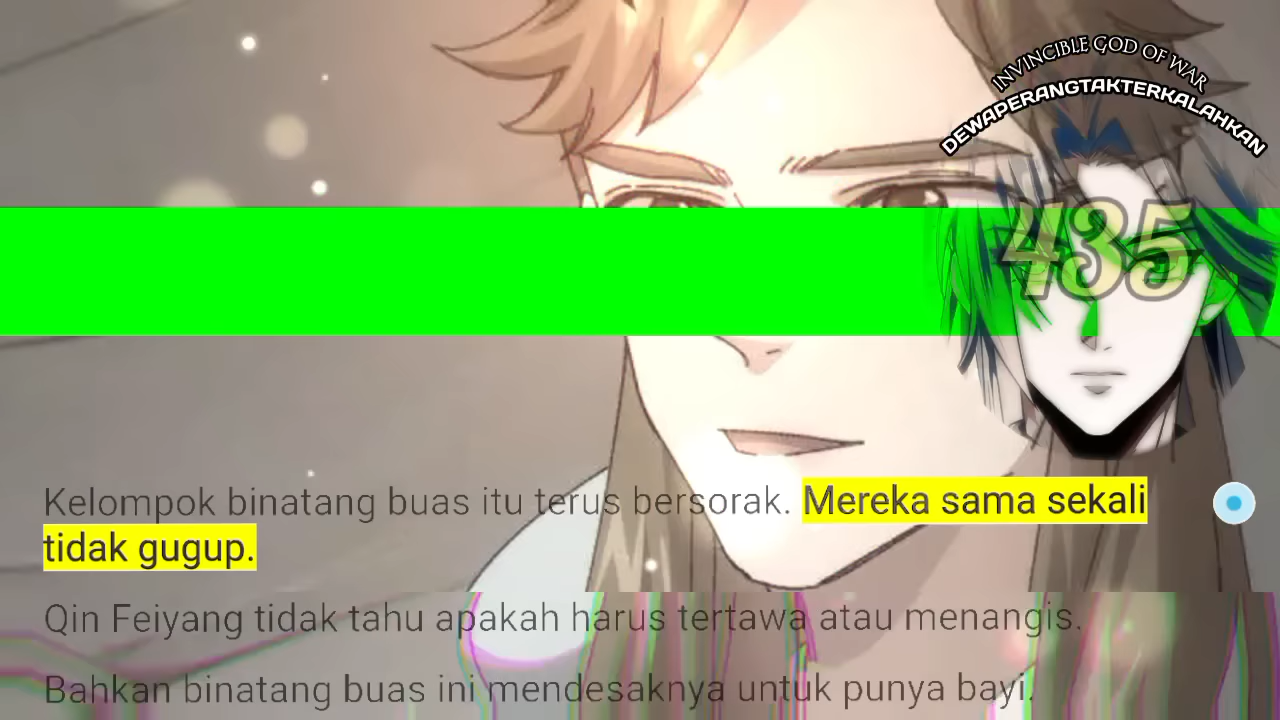 INVINCIBLE GOD OF WAR
DEWAPERANGTAKTERKALAHKAN
435
Kelompok binatang buas itu terus bersorak. Mereka sama sekali
tidak gugup.
Qin Feiyang tidak tahu apakah harus tertawa atau menangis.
Bahkan binatang buas ini mendesaknya untuk punya bayi.